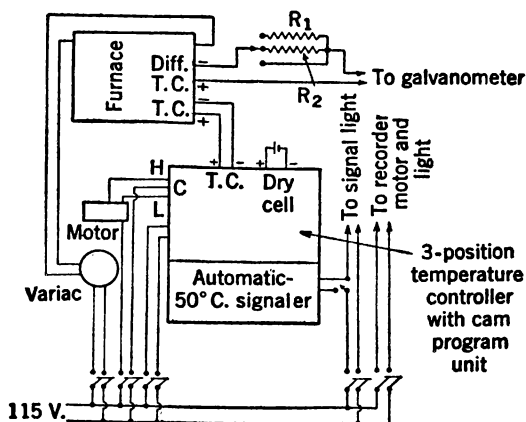 R1
Furnace
Diff. -
T.C. +
T.C. -
+
R2
To galvanometer
To signal light
To recorder
motor and
light
H
C
L
+ -
T.C.
+ -
Dry
cell
Motor
Variac
Automatic-
50°C. signaler
3-position
temperature
controller
with cam
program
unit
115 V.